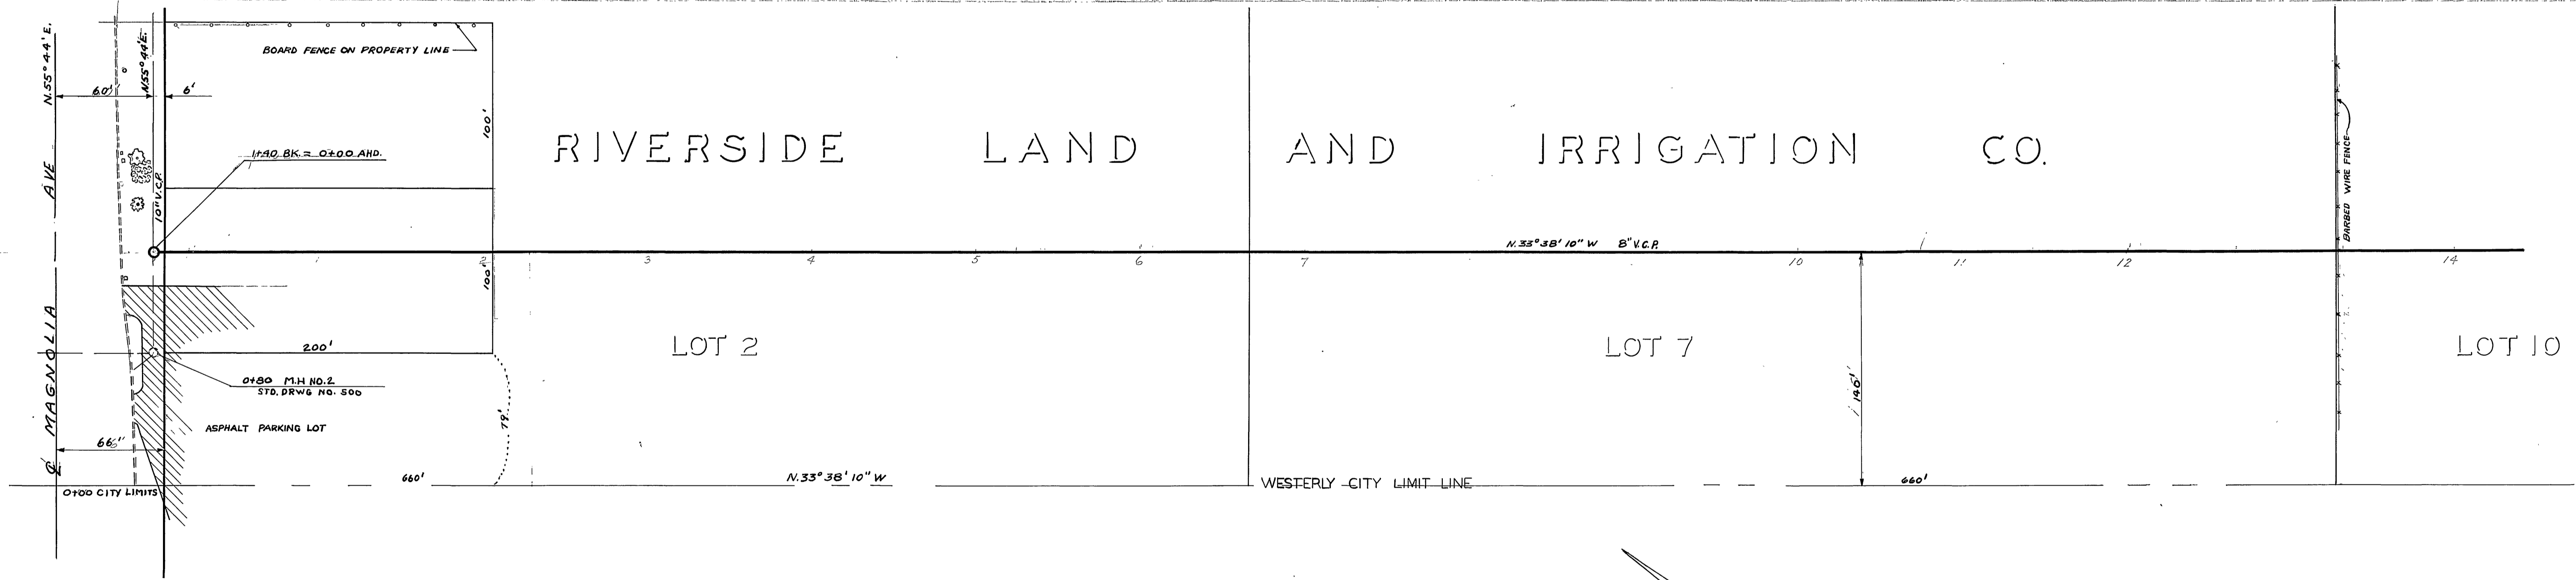 N.55°44'E.
N.55°44'E.
BOARD FENCE ON PROPERTY LINE
60'
6'
100'
1+40 BK. = 0+00 AHD.
RIVERSIDE LAND AND IRRIGATION CO.
BARBED WIRE FENCE
10" V.C.P.
N.33°38'10" W 8" V.C.P.
1 2 3 4 5 6 7 10 11 12 14
100'
℄ MAGNOLIA AVE
200'
LOT 2
LOT 7
LOT 10
0+80 M.H NO.2
STD. DRWG NO. 500
79'
140'
ASPHALT PARKING LOT
66'
660'
N.33°38'10" W
WESTERLY CITY LIMIT LINE
660'
0+00 CITY LIMITS